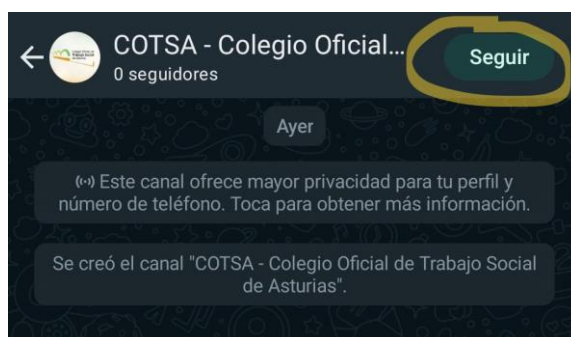 COTSA - Colegio Oficial...
0 seguidores
Seguir
Ayer
Este canal ofrece mayor privacidad para tu perfil y
número de teléfono. Toca para obtener más información.
Se creó el canal "COTSA - Colegio Oficial de Trabajo Social
de Asturias".